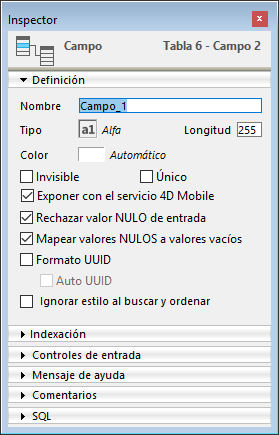 Inspector
Campo Tabla 6 - Campo 2
Definición
Nombre Campo_1
Tipo a1 Alfa Longitud 255
Color Automático
Invisible Único
Exponer con el servicio 4D Mobile
Rechazar valor NULO de entrada
Mapear valores NULOS a valores vacíos
Formato UUID
Auto UUID
Ignorar estilo al buscar y ordenar
Indexación
Controles de entrada
Mensaje de ayuda
Comentarios
SQL